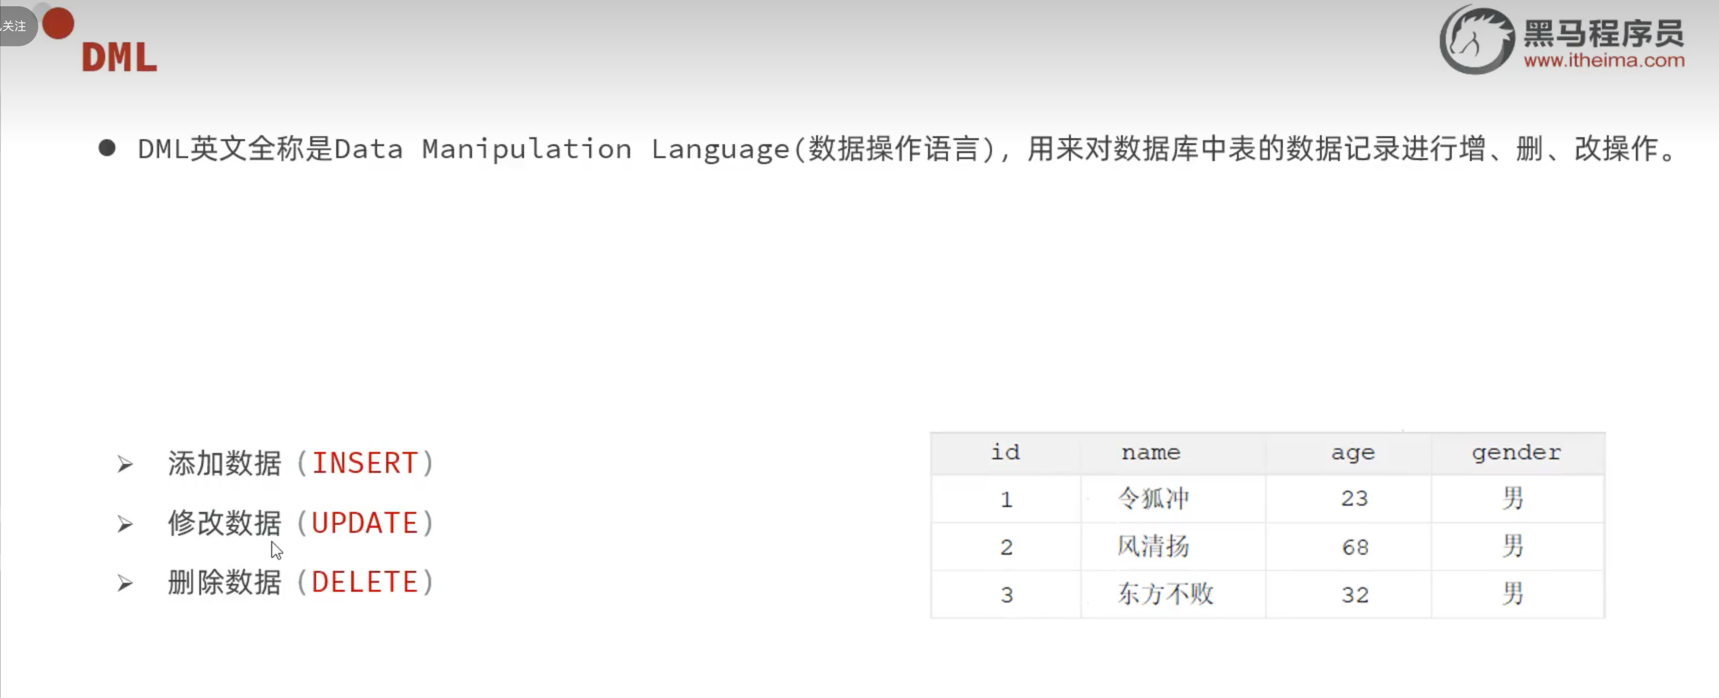 关注
DML
黑马程序员
www.itheima.com
DML英文全称是Data Manipulation Language(数据操作语言)，用来对数据库中表的数据记录进行增、删、改操作。
添加数据（INSERT）
修改数据（UPDATE）
删除数据（DELETE）
id name age gender
1 令狐冲 23 男
2 风清扬 68 男
3 东方不败 32 男